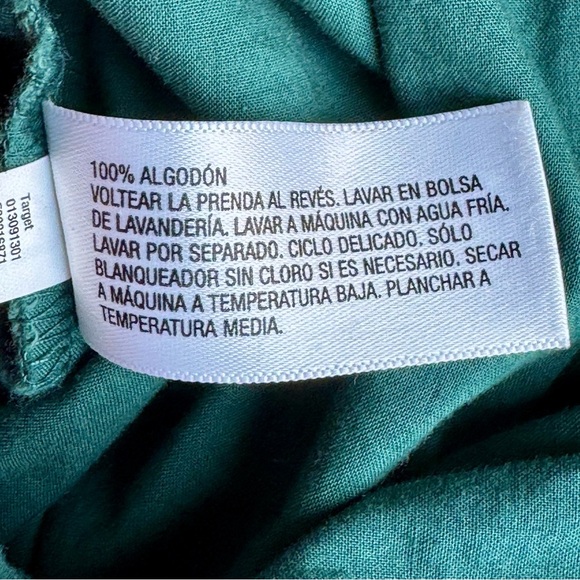 100% ALGODÓN
VOLTEAR LA PRENDA AL REVÉS. LAVAR EN BOLSA
DE LAVANDERÍA. LAVAR A MÁQUINA CON AGUA FRÍA.
LAVAR POR SEPARADO. CICLO DELICADO. SÓLO
BLANQUEADOR SIN CLORO SI ES NECESARIO. SECAR
A MÁQUINA A TEMPERATURA BAJA. PLANCHAR A
TEMPERATURA MEDIA.
Target
013091301